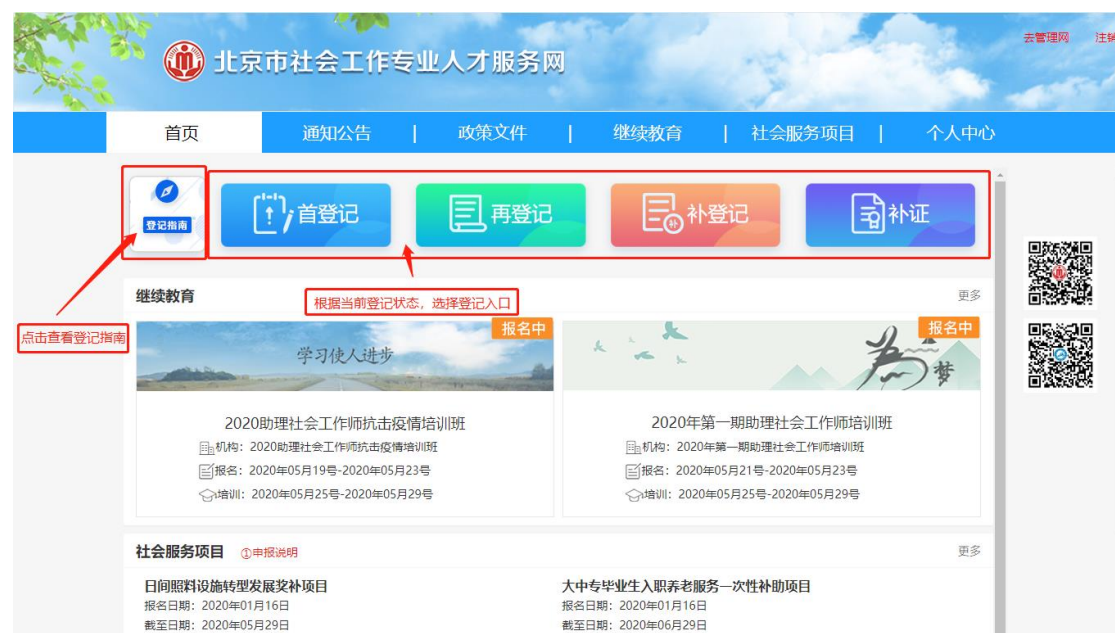 去管理网 注销
北京市社会工作专业人才服务网
首页 通知公告 | 政策文件 | 继续教育 | 社会服务项目 | 个人中心
登记指南 首登记 再登记 补登记 补证
继续教育 更多
根据当前登记状态，选择登记入口
点击查看登记指南
报名中 报名中
学习使人进步
梦
2020助理社会工作师抗击疫情培训班 2020年第一期助理社会工作师培训班
机构：2020助理社会工作师抗击疫情培训班 机构：2020年第一期助理社会工作师培训班
报名：2020年05月19号-2020年05月23号 报名：2020年05月21号-2020年05月23号
培训：2020年05月25号-2020年05月29号 培训：2020年05月25号-2020年05月29号
社会服务项目 ①申报说明 更多
日间照料设施转型发展奖补项目 大中专毕业生入职养老服务一次性补助项目
报名日期：2020年01月16日 报名日期：2020年01月16日
截至日期：2020年05月29日 截至日期：2020年06月29日